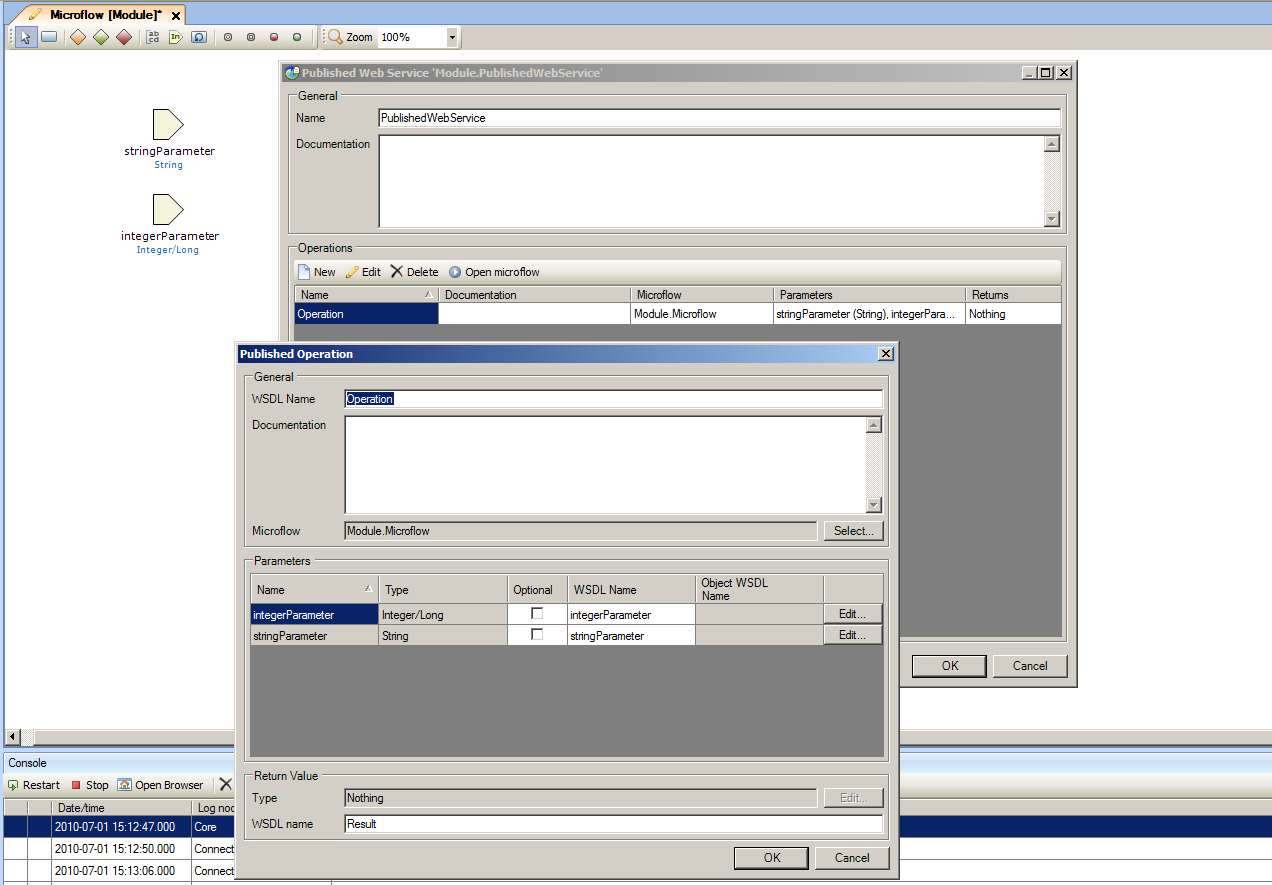 Microflow [Module]*
ab
cd
In
Zoom 100%
stringParameter
String
integerParameter
Integer/Long
Published Web Service 'Module.PublishedWebService'
General
Name PublishedWebService
Documentation
Operations
New Edit Delete Open microflow
Name Documentation Microflow Parameters Returns
Operation Module.Microflow stringParameter (String), integerPara... Nothing
OK Cancel
Published Operation
General
WSDL Name Operation
Documentation
Microflow Module.Microflow Select...
Parameters
Name Type Optional WSDL Name Object WSDL Name
integerParameter Integer/Long integerParameter Edit...
stringParameter String stringParameter Edit...
Return Value
Type Nothing Edit...
WSDL name Result
OK Cancel
Console
Restart Stop Open Browser
Date/time Log nod
2010-07-01 15:12:47.000 Core
2010-07-01 15:12:50.000 Connect
2010-07-01 15:13:06.000 Connect